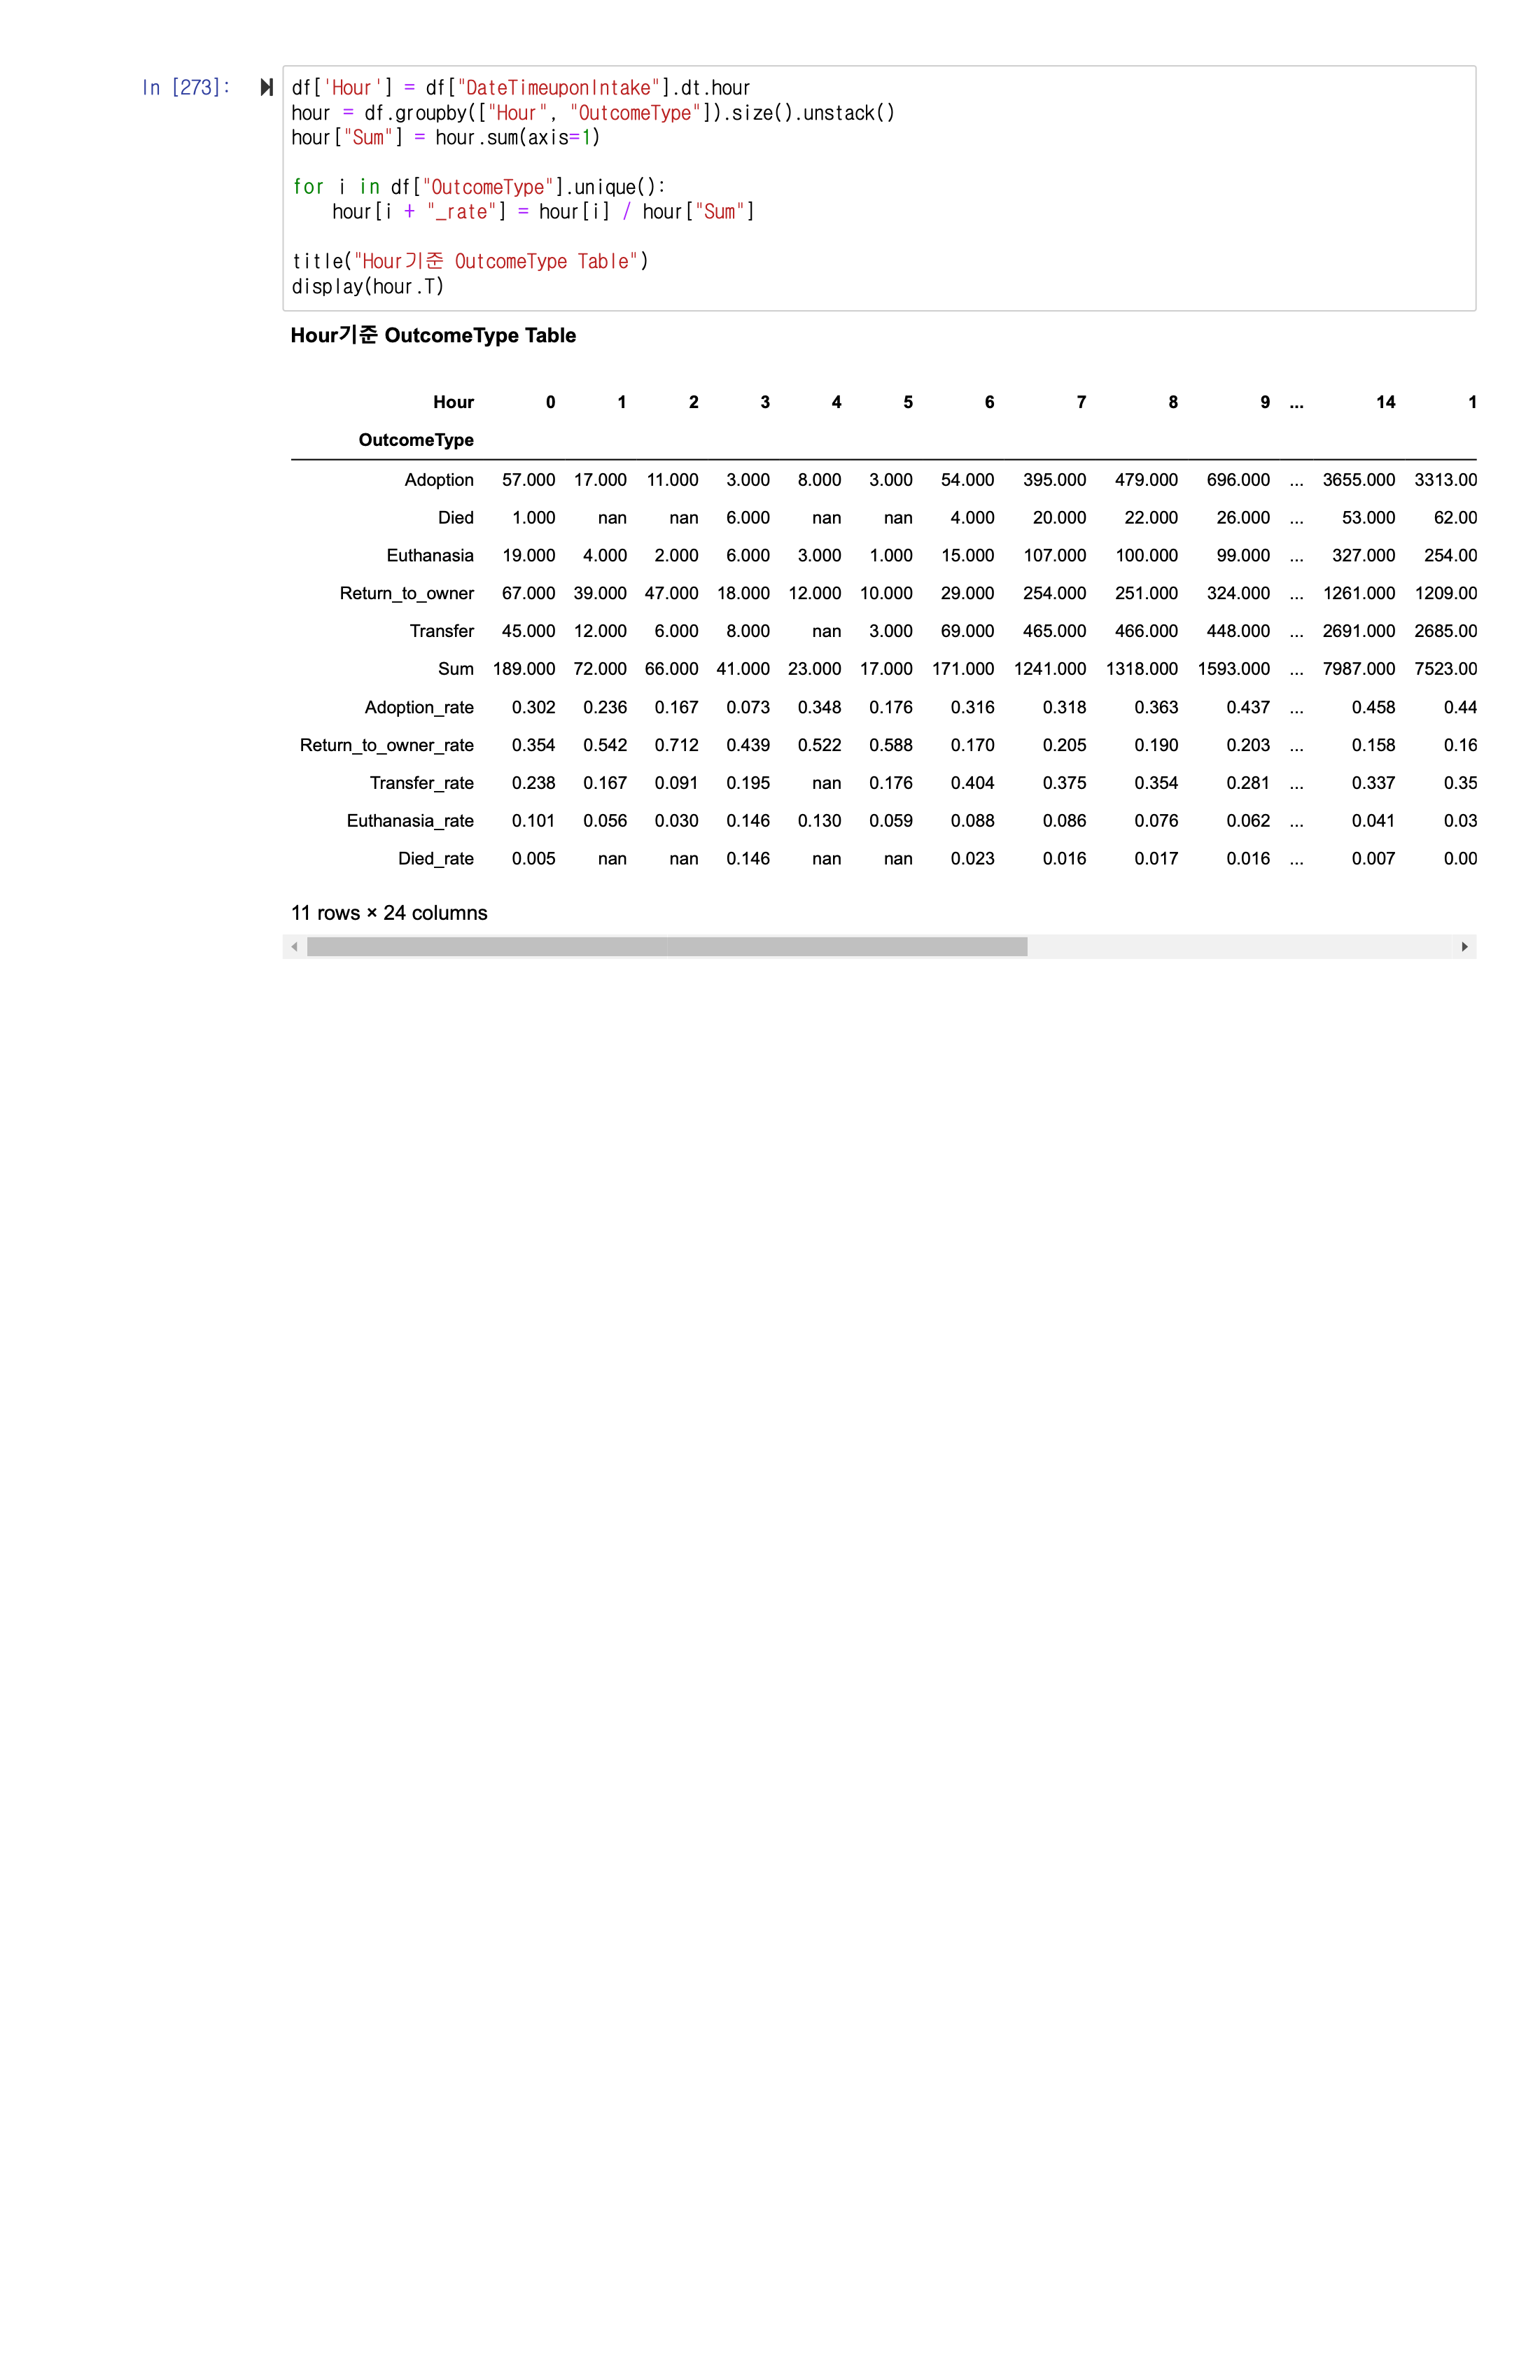 In [273]:
df['Hour'] = df["DateTimeuponIntake"].dt.hour
hour = df.groupby(["Hour", "OutcomeType"]).size().unstack()
hour["Sum"] = hour.sum(axis=1)
for i in df["OutcomeType"].unique():
    hour[i + "_rate"] = hour[i] / hour["Sum"]
title("Hour기준 OutcomeType Table")
display(hour.T)
Hour기준 OutcomeType Table
Hour 0 1 2 3 4 5 6 7 8 9 ... 14 1
OutcomeType
Adoption 57.000 17.000 11.000 3.000 8.000 3.000 54.000 395.000 479.000 696.000 ... 3655.000 3313.00
Died 1.000 nan nan 6.000 nan nan 4.000 20.000 22.000 26.000 ... 53.000 62.00
Euthanasia 19.000 4.000 2.000 6.000 3.000 1.000 15.000 107.000 100.000 99.000 ... 327.000 254.00
Return_to_owner 67.000 39.000 47.000 18.000 12.000 10.000 29.000 254.000 251.000 324.000 ... 1261.000 1209.00
Transfer 45.000 12.000 6.000 8.000 nan 3.000 69.000 465.000 466.000 448.000 ... 2691.000 2685.00
Sum 189.000 72.000 66.000 41.000 23.000 17.000 171.000 1241.000 1318.000 1593.000 ... 7987.000 7523.00
Adoption_rate 0.302 0.236 0.167 0.073 0.348 0.176 0.316 0.318 0.363 0.437 ... 0.458 0.44
Return_to_owner_rate 0.354 0.542 0.712 0.439 0.522 0.588 0.170 0.205 0.190 0.203 ... 0.158 0.16
Transfer_rate 0.238 0.167 0.091 0.195 nan 0.176 0.404 0.375 0.354 0.281 ... 0.337 0.35
Euthanasia_rate 0.101 0.056 0.030 0.146 0.130 0.059 0.088 0.086 0.076 0.062 ... 0.041 0.03
Died_rate 0.005 nan nan 0.146 nan nan 0.023 0.016 0.017 0.016 ... 0.007 0.00
11 rows × 24 columns